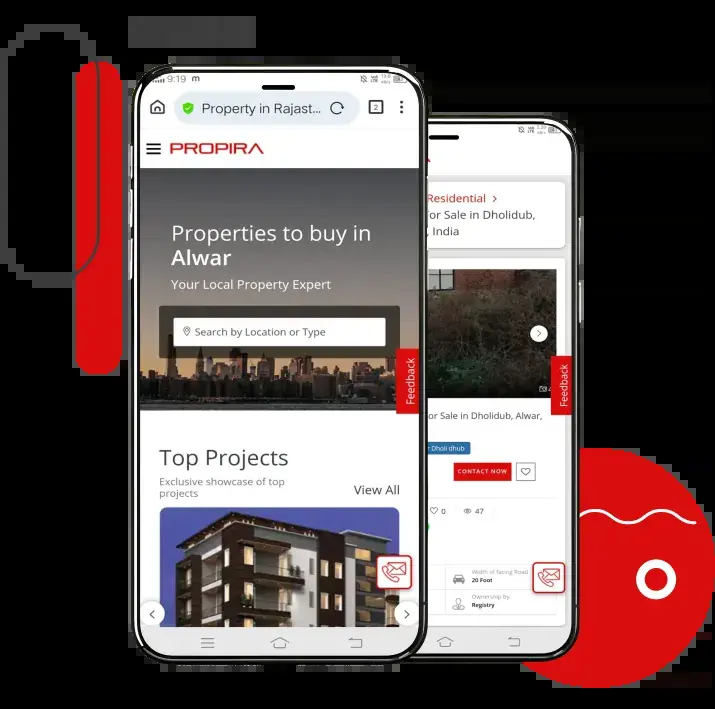 9:19 m
Property in Rajast...
2
PROPIRA
Properties to buy in
Alwar
Your Local Property Expert
Search by Location or Type
Feedback
Top Projects
Exclusive showcase of top
projects
View All
Residential >
or Sale in Dholidub,
, India
Feedback
or Sale in Dholidub, Alwar,
r Dholi dhub
CONTACT NOW
0 47
Width of facing Road
20 Foot
Ownership by
Registry